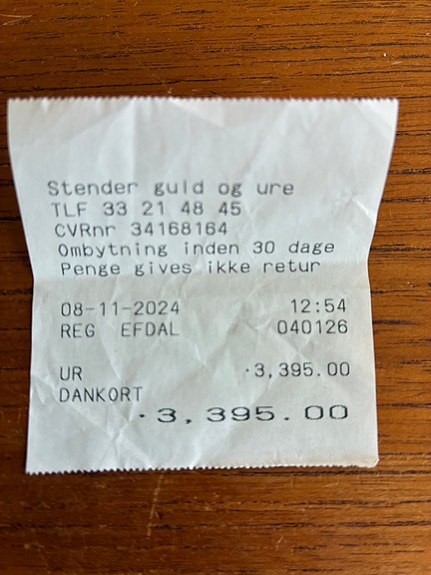 Stender guld og ure
TLF 33 21 48 45
CVRnr 34168164
Ombytning inden 30 dage
Penge gives ikke retur
08-11-2024 12:54
REG EFDAL 040126
UR ·3,395.00
DANKORT
·3,395.00